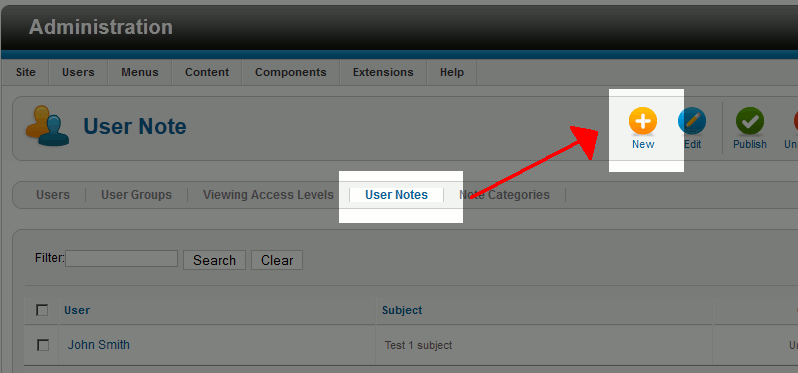 Administration
Site Users Menus Content Components Extensions Help
User Note
New Edit Publish Un
Users User Groups Viewing Access Levels User Notes Note Categories
Filter: Search Clear
User Subject
John Smith Test 1 subject